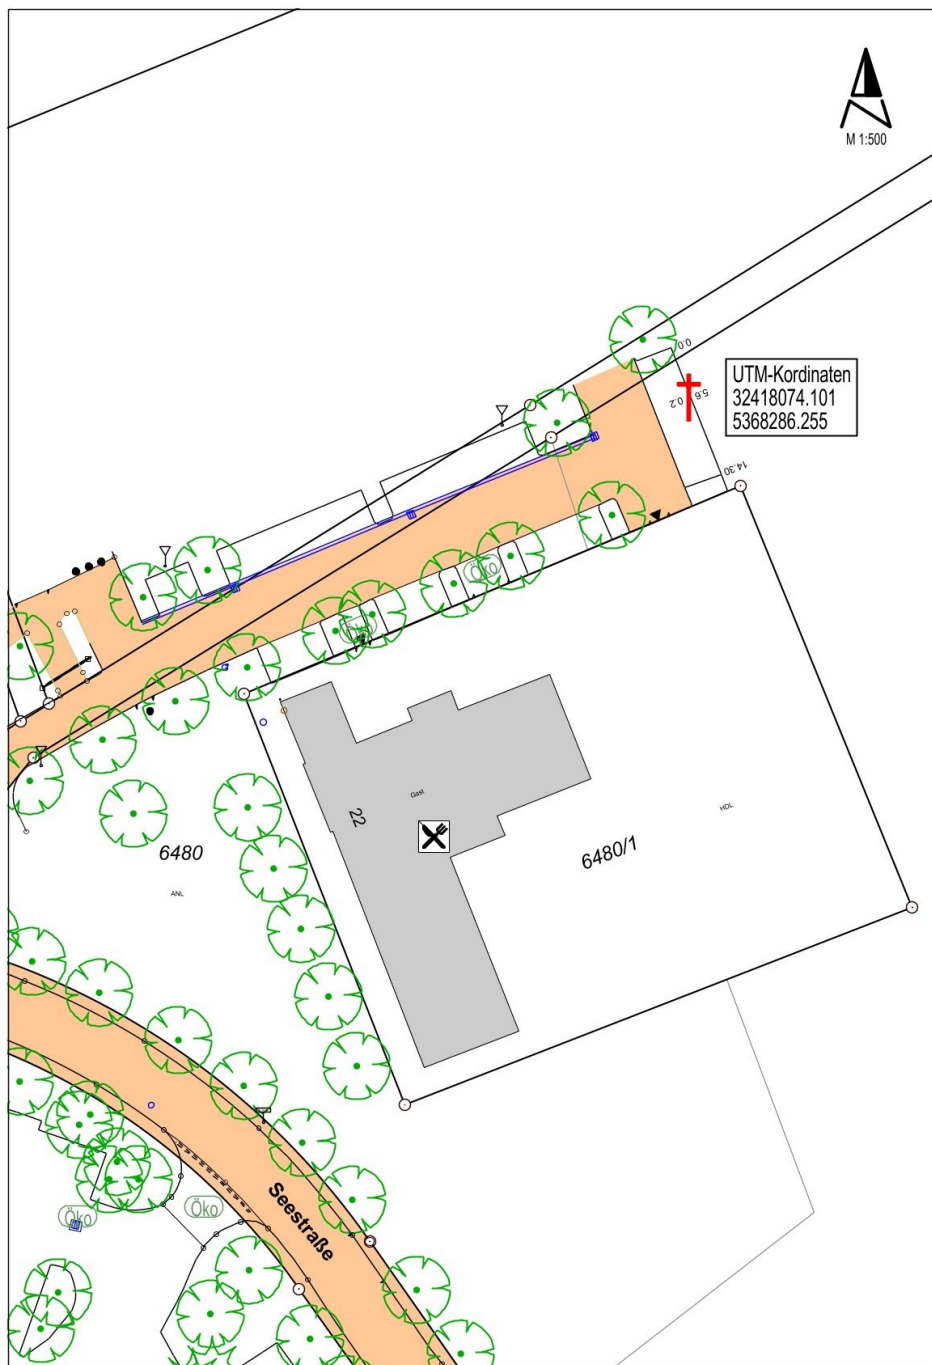 M 1:500
0.0
UTM-Kordinaten
32418074.101
5368286.255
5.6
0.2
14.30
Öko
Öko
Gast
22
HDL
6480/1
6480
ANL
Öko
Öko
Seestraße